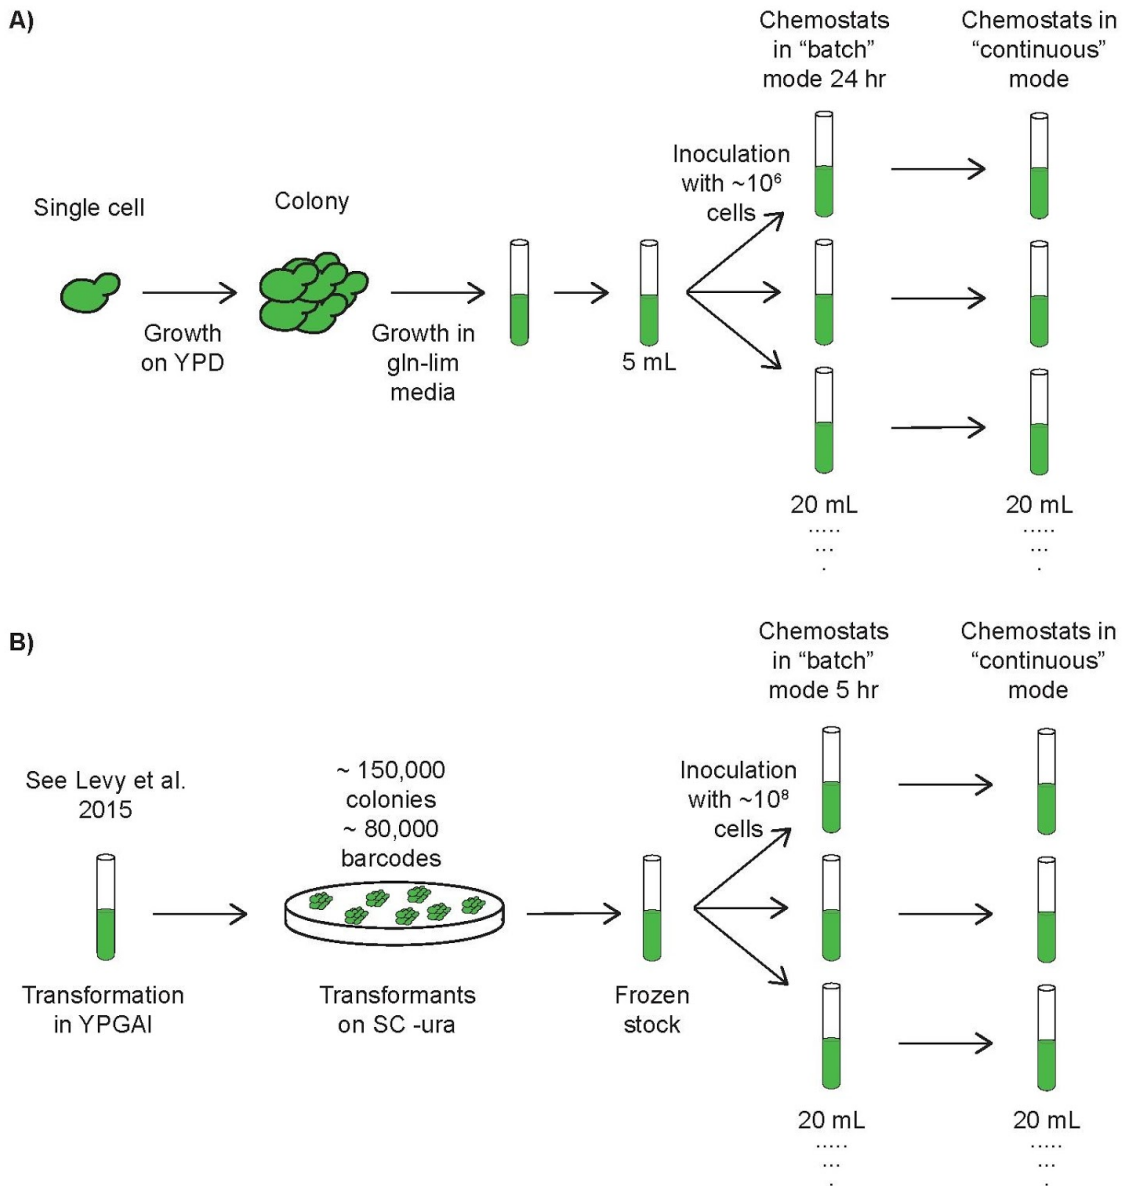 A)
Chemostats
in “batch”
mode 24 hr
Chemostats in
“continuous”
mode
Inoculation
with ~10⁶
cells
Single cell
Colony
Growth
on YPD
Growth in
gln-lim
media
5 mL
20 mL
.....
...
.
20 mL
.....
...
.
B)
Chemostats
in “batch”
mode 5 hr
Chemostats in
“continuous”
mode
See Levy et al.
2015
~ 150,000
colonies
~ 80,000
barcodes
Inoculation
with ~10⁸
cells
Transformation
in YPGAl
Transformants
on SC -ura
Frozen
stock
20 mL
.....
...
.
20 mL
.....
...
.